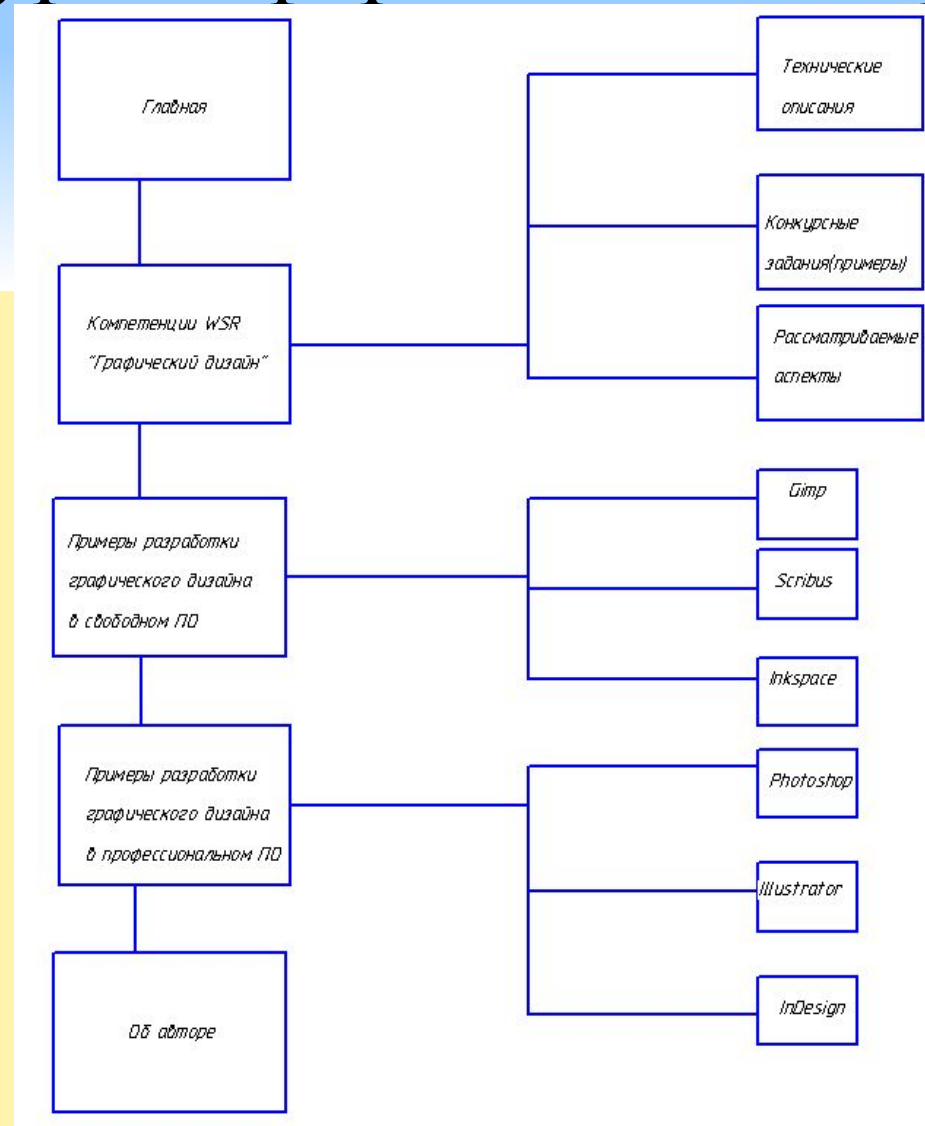 Главная
Компетенции WSR
"Графический дизайн"
Технические
описания
Конкурсные
задания(примеры)
Рассматриваемые
аспекты
Примеры разработки
графического дизайна
в свободном ПО
Gimp
Scribus
Inkspace
Примеры разработки
графического дизайна
в профессиональном ПО
Photoshop
Illustrator
InDesign
Об авторе